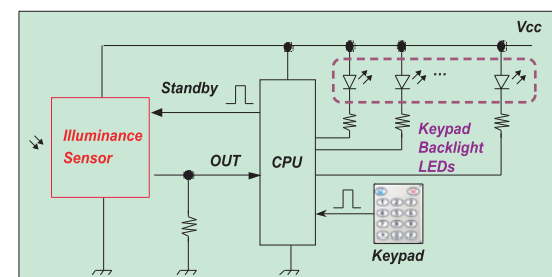 Vcc
Standby
Illuminance
Sensor
OUT
CPU
...
Keypad
Backlight
LEDs
Keypad